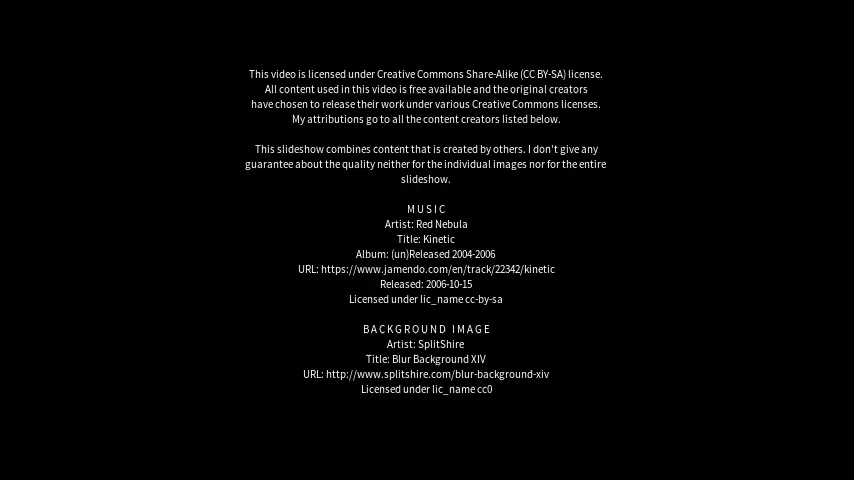 This video is licensed under Creative Commons Share-Alike (CC BY-SA) license.
All content used in this video is free available and the original creators
have chosen to release their work under various Creative Commons licenses.
My attributions go to all the content creators listed below.
This slideshow combines content that is created by others. I don't give any
guarantee about the quality neither for the individual images nor for the entire
slideshow.
MUSIC
Artist: Red Nebula
Title: Kinetic
Album: (un)Released 2004-2006
URL: https://www.jamendo.com/en/track/22342/kinetic
Released: 2006-10-15
Licensed under lic_name cc-by-sa
BACKGROUND IMAGE
Artist: SplitShire
Title: Blur Background XIV
URL: http://www.splitshire.com/blur-background-xiv
Licensed under lic_name cc0